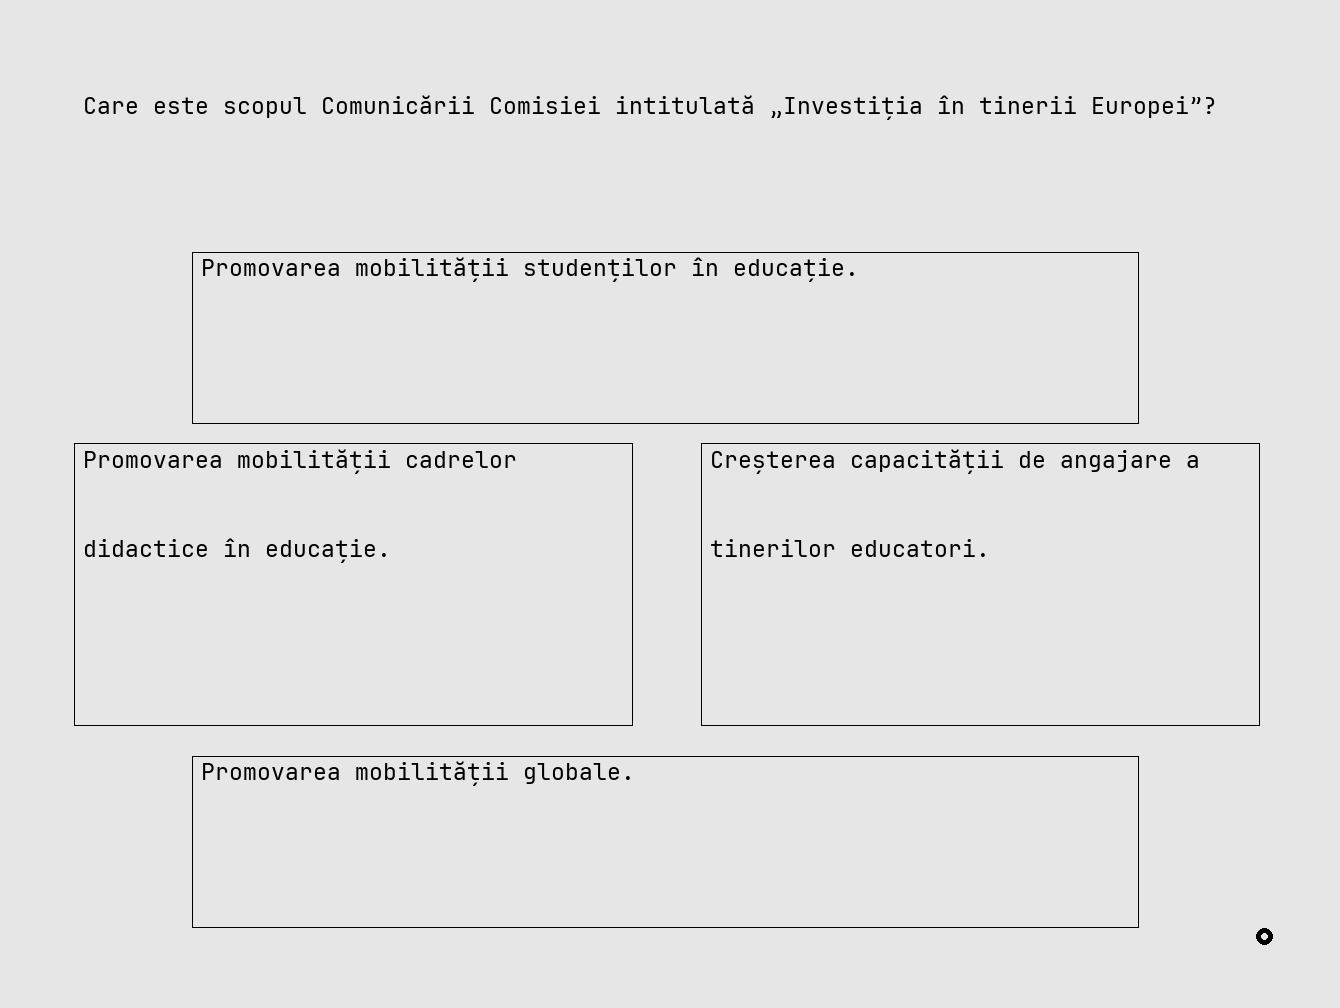 Care este scopul Comunicării Comisiei intitulată „Investiția în tinerii Europei”?
Promovarea mobilității studenților în educație.
Promovarea mobilității cadrelor
didactice în educație.
Creșterea capacității de angajare a
tinerilor educatori.
Promovarea mobilității globale.